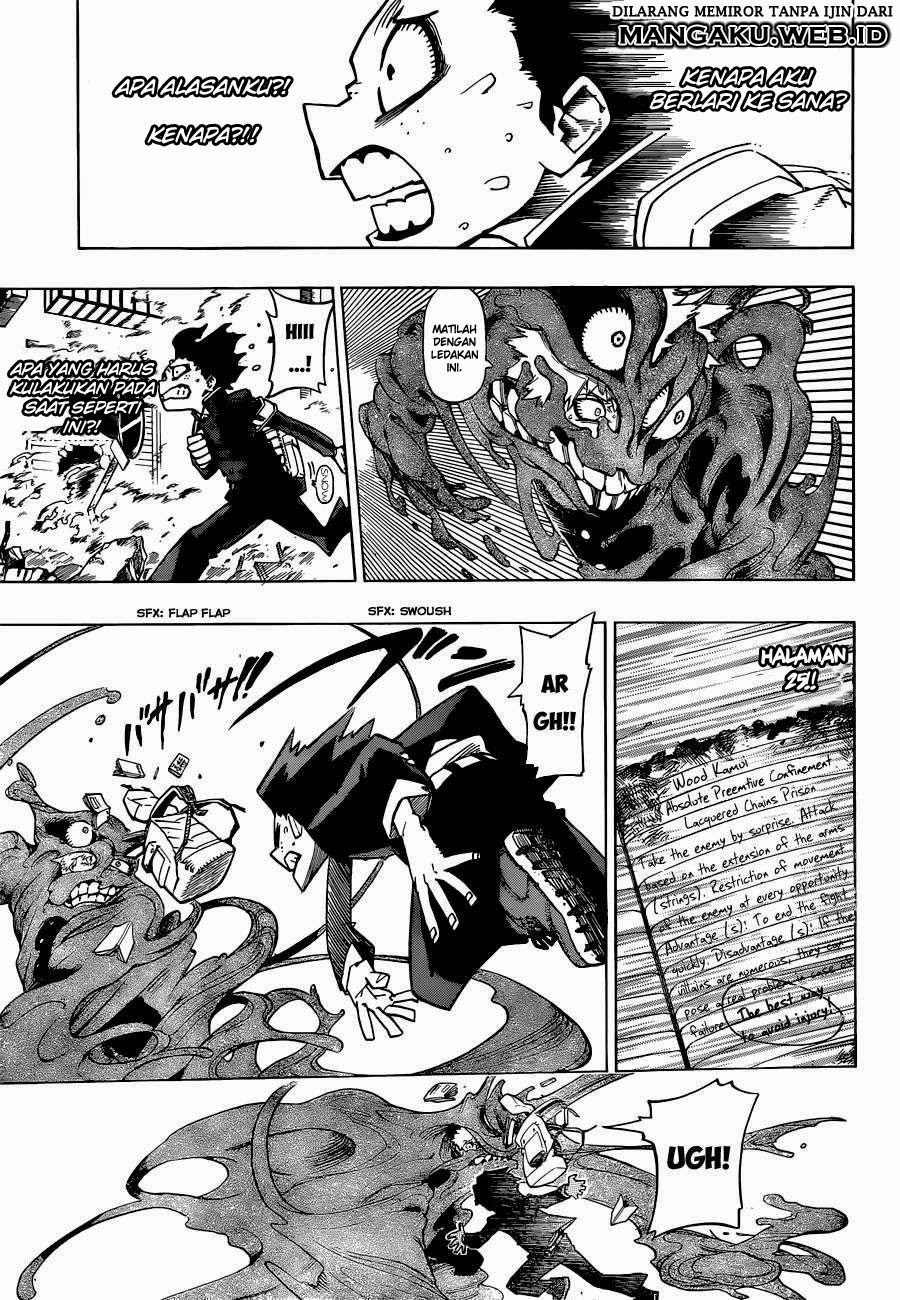 DILARANG MEMIROR TANPA IJIN DARI
MANGAKU.WEB.ID
KENAPA AKU
BERLARI KE SANA?
APA ALASANKU?!
KENAPA?!!
MATILAH
DENGAN
LEDAKAN
INI.
HIII
....!
APA YANG HARUS
KULAKUKAN PADA
SAAT SEPERTI
INI?!
SFX: FLAP FLAP
SFX: SWOUSH
HALAMAN
25!!
Wood Kamui
Absolute Preemtive Confinement
Lacquered Chains Prison
Take the enemy by surprise. Attack
based on the extension of the arms
(strings). Restriction of movement
of the enemy at every opportunity
Advantage (s): To end the fight
quickly. Disadvantage (s): If the
villains are numerous, they can
pose a real problem in case of
failure. The best way
to avoid injury.
AR
GH!!
バサバサ!!
UGH!